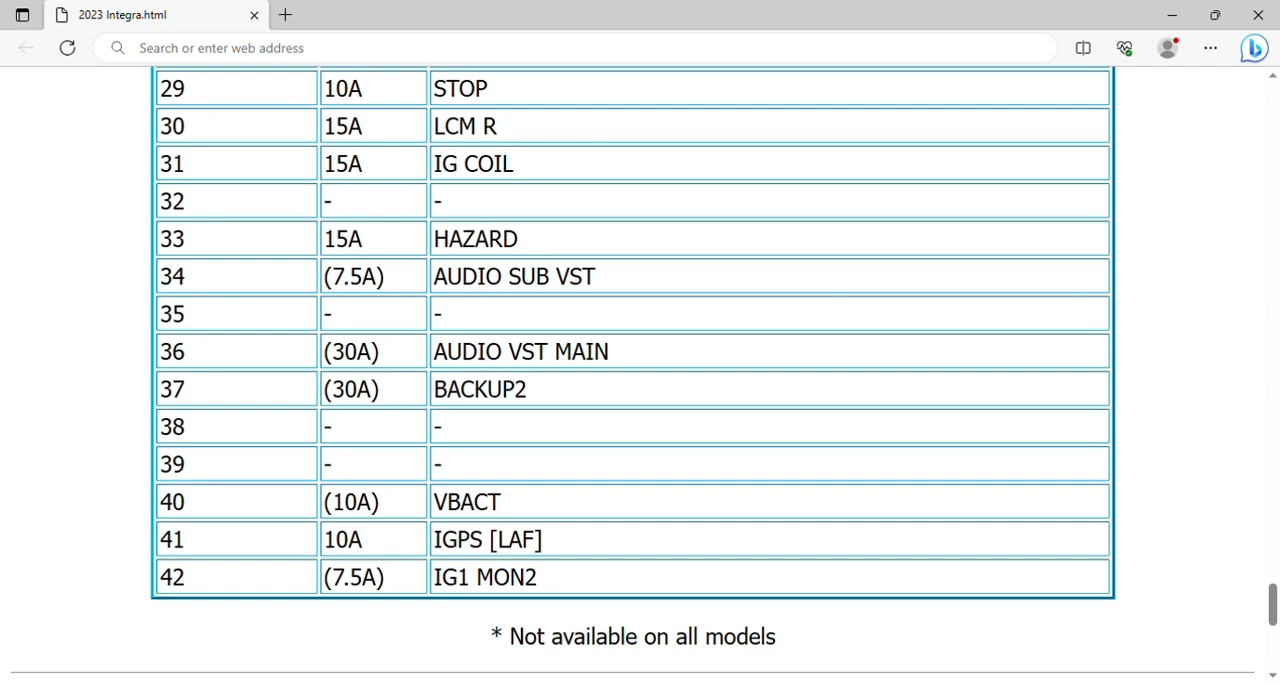 2023 Integra.html
Search or enter web address
29 10A STOP
30 15A LCM R
31 15A IG COIL
32 - -
33 15A HAZARD
34 (7.5A) AUDIO SUB VST
35 - -
36 (30A) AUDIO VST MAIN
37 (30A) BACKUP2
38 - -
39 - -
40 (10A) VBACT
41 10A IGPS [LAF]
42 (7.5A) IG1 MON2
* Not available on all models